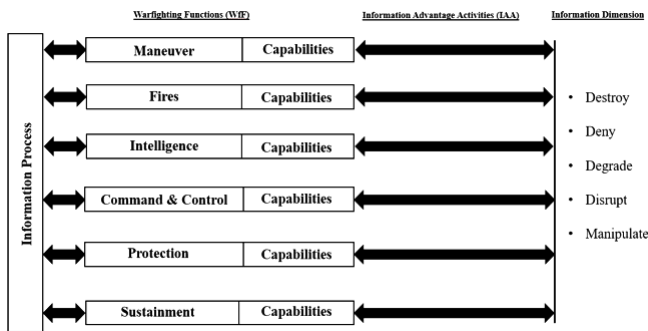 Warfighting Functions (WfF)
Information Advantage Activities (IAA)
Information Dimension
Information Process
Maneuver Capabilities
Fires Capabilities
Intelligence Capabilities
Command & Control Capabilities
Protection Capabilities
Sustainment Capabilities
• Destroy
• Deny
• Degrade
• Disrupt
• Manipulate